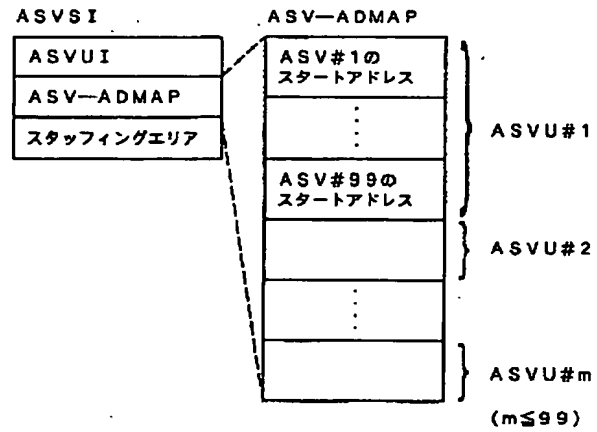 ASVSI
ASVUI
ASV—ADMAP
スタッフィングエリア
ASV—ADMAP
ASV#1の
スタートアドレス
ASV#99の
スタートアドレス
ASVU#1
ASVU#2
ASVU#m
(m≦99)